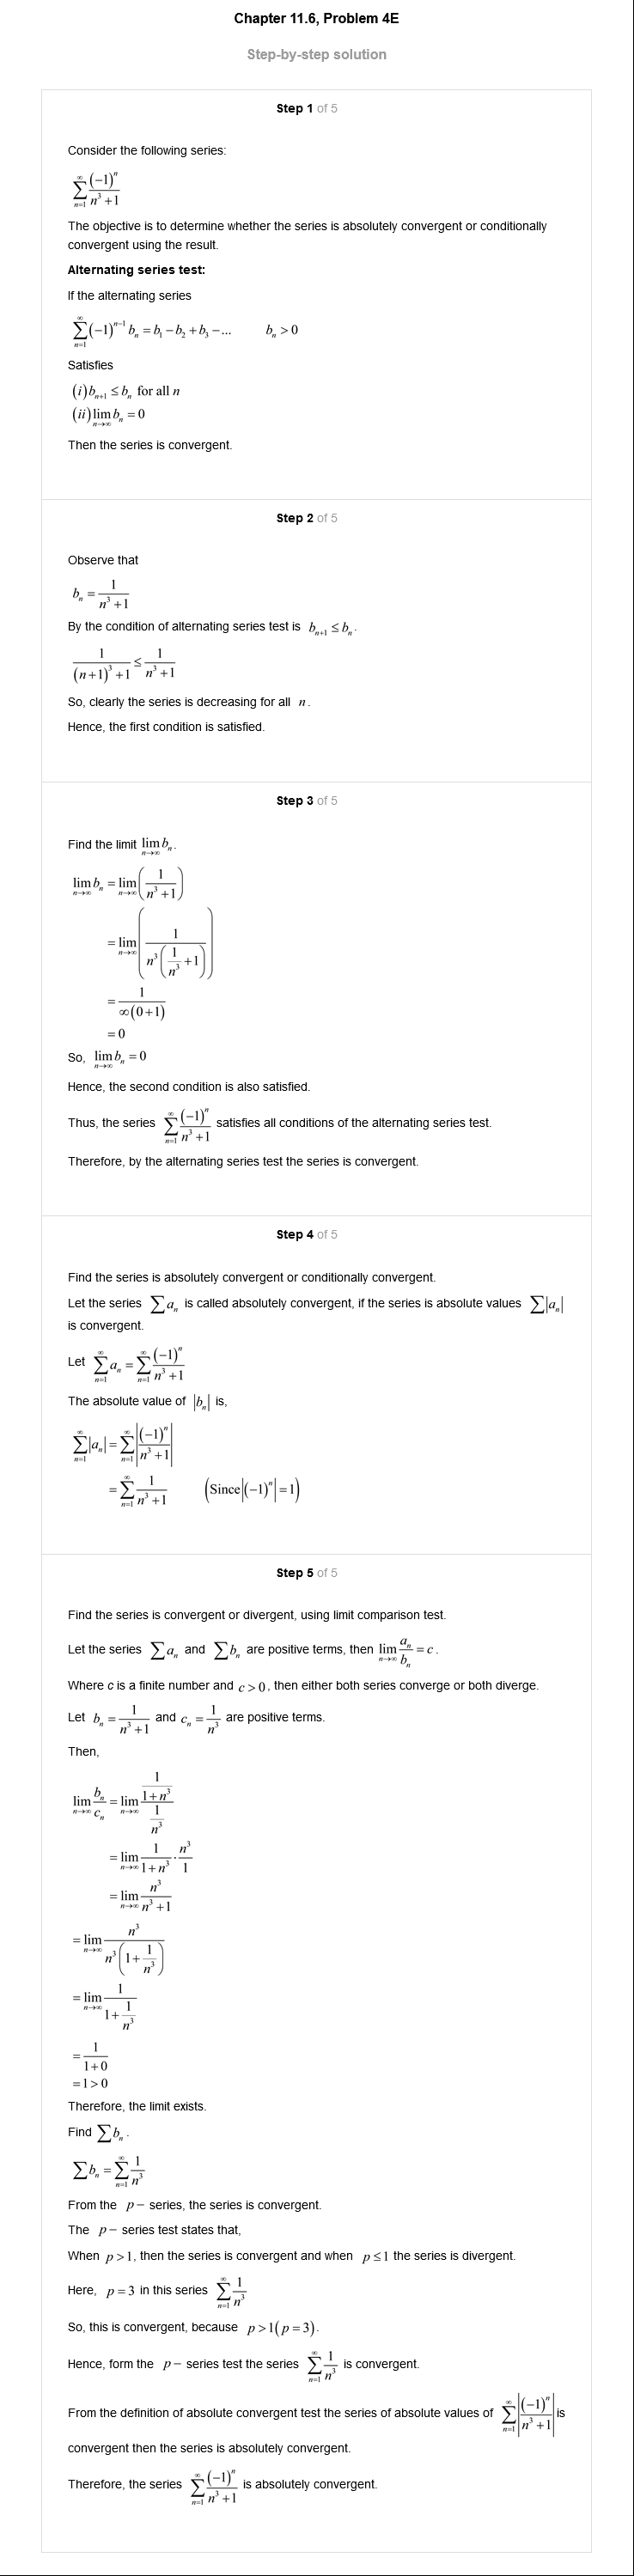 Chapter 11.6, Problem 4E
Step-by-step solution
Step 1 of 5
Consider the following series:
$\sum_{n=1}^{\infty} \frac{(-1)^n}{n^3+1}$
The objective is to determine whether the series is absolutely convergent or conditionally
convergent using the result.
Alternating series test:
If the alternating series
$\sum_{n=1}^{\infty} (-1)^{n-1} b_n = b_1 - b_2 + b_3 - \ldots \quad b_n > 0$
Satisfies
$(i) b_{n+1} \le b_n$ for all $n$
$(ii) \lim_{n\to\infty} b_n = 0$
Then the series is convergent.
Step 2 of 5
Observe that
$b_n = \frac{1}{n^3+1}$
By the condition of alternating series test is $b_{n+1} \le b_n$.
$\frac{1}{(n+1)^3+1} \le \frac{1}{n^3+1}$
So, clearly the series is decreasing for all $n$.
Hence, the first condition is satisfied.
Step 3 of 5
Find the limit $\lim_{n\to\infty} b_n$.
$\lim_{n\to\infty} b_n = \lim_{n\to\infty} \left(\frac{1}{n^3+1}\right)$
$= \lim_{n\to\infty} \left(\frac{1}{n^3\left(\frac{1}{n^3}+1\right)}\right)$
$= \frac{1}{\infty(0+1)}$
$= 0$
So, $\lim_{n\to\infty} b_n = 0$
Hence, the second condition is also satisfied.
Thus, the series $\sum_{n=1}^{\infty} \frac{(-1)^n}{n^3+1}$ satisfies all conditions of the alternating series test.
Therefore, by the alternating series test the series is convergent.
Step 4 of 5
Find the series is absolutely convergent or conditionally convergent.
Let the series $\sum a_n$ is called absolutely convergent, if the series is absolute values $\sum |a_n|$
is convergent.
Let $\sum_{n=1}^{\infty} a_n = \sum_{n=1}^{\infty} \frac{(-1)^n}{n^3+1}$
The absolute value of $|b_n|$ is,
$\sum_{n=1}^{\infty} |a_n| = \sum_{n=1}^{\infty} \left|\frac{(-1)^n}{n^3+1}\right|$
$= \sum_{n=1}^{\infty} \frac{1}{n^3+1} \quad \left(\text{Since} |(-1)^n| = 1\right)$
Step 5 of 5
Find the series is convergent or divergent, using limit comparison test.
Let the series $\sum a_n$ and $\sum b_n$ are positive terms, then $\lim_{n\to\infty} \frac{a_n}{b_n} = c$.
Where c is a finite number and $c > 0$, then either both series converge or both diverge.
Let $b_n = \frac{1}{n^3+1}$ and $c_n = \frac{1}{n^3}$ are positive terms.
Then,
$\lim_{n\to\infty} \frac{b_n}{c_n} = \lim_{n\to\infty} \frac{\frac{1}{1+n^3}}{\frac{1}{n^3}}$
$= \lim_{n\to\infty} \frac{1}{1+n^3} \cdot \frac{n^3}{1}$
$= \lim_{n\to\infty} \frac{n^3}{n^3+1}$
$= \lim_{n\to\infty} \frac{n^3}{n^3\left(1+\frac{1}{n^3}\right)}$
$= \lim_{n\to\infty} \frac{1}{1+\frac{1}{n^3}}$
$= \frac{1}{1+0}$
$= 1 > 0$
Therefore, the limit exists.
Find $\sum b_n$.
$\sum b_n = \sum_{n=1}^{\infty} \frac{1}{n^3}$
From the $p-$ series, the series is convergent.
The $p-$ series test states that,
When $p > 1$, then the series is convergent and when $p \le 1$ the series is divergent.
Here, $p = 3$ in this series $\sum_{n=1}^{\infty} \frac{1}{n^3}$
So, this is convergent, because $p > 1 (p = 3)$.
Hence, form the $p-$ series test the series $\sum_{n=1}^{\infty} \frac{1}{n^3}$ is convergent.
From the definition of absolute convergent test the series of absolute values of $\sum_{n=1}^{\infty} \left|\frac{(-1)^n}{n^3+1}\right|$ is
convergent then the series is absolutely convergent.
Therefore, the series $\sum_{n=1}^{\infty} \frac{(-1)^n}{n^3+1}$ is absolutely convergent.